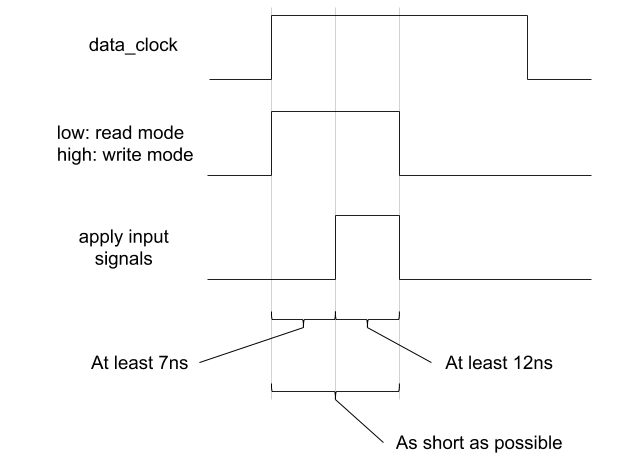 data_clock
low: read mode
high: write mode
apply input
signals
At least 7ns
At least 12ns
As short as possible